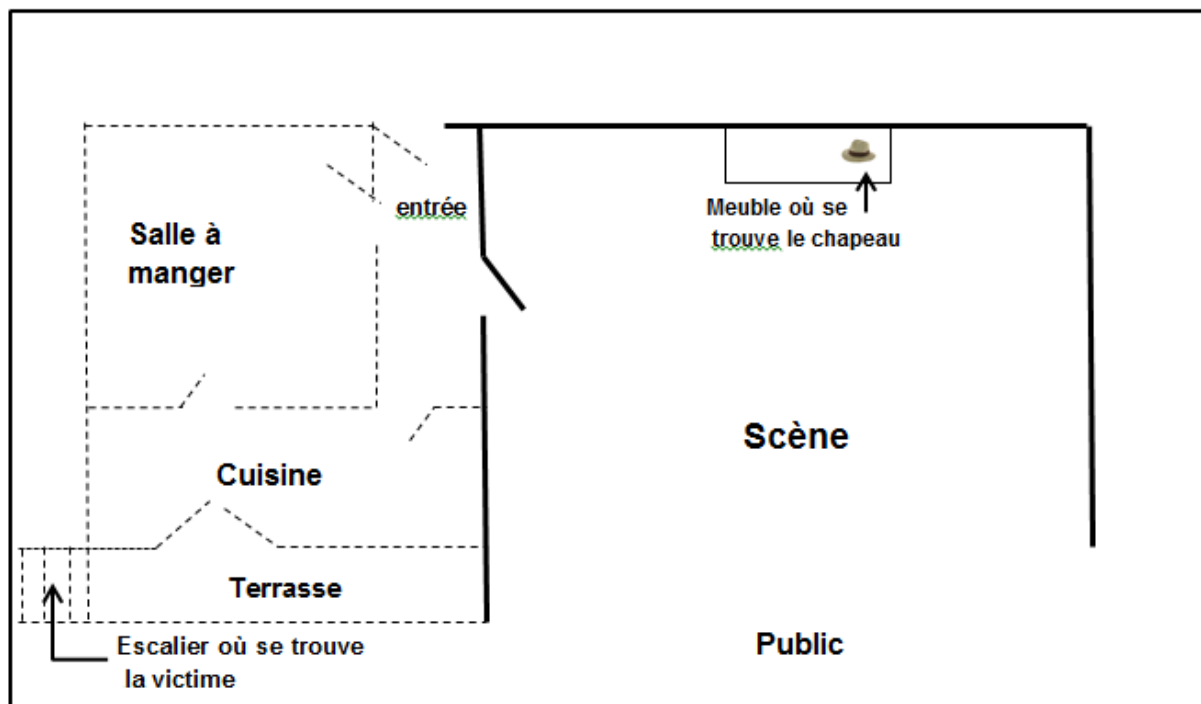 entrée
Meuble où se
trouve le chapeau
Salle à
manger
Scène
Cuisine
Terrasse
Escalier où se trouve
la victime
Public